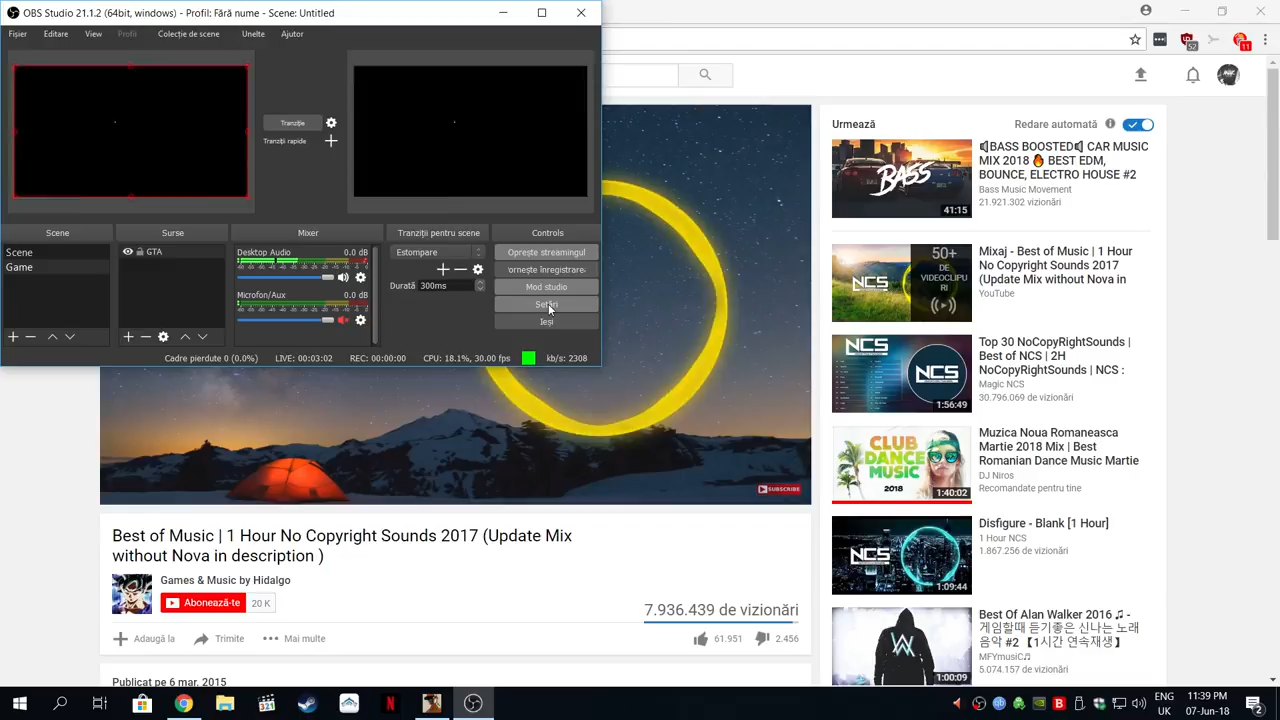 OBS Studio 21.1.2 (64bit, windows) - Profil: Fără nume - Scene: Untitled
Fișier Editare View Profil Colecție de scene Unelte Ajutor
Tranziție
Tranziții rapide
Scene Surse Mixer Tranziții pentru scene Controls
Scene
Game
GTA
Desktop Audio 0.0 dB
Microfon/Aux 0.0 dB
Estompare
Durată 300ms
Oprește streamingul
ornește înregistrare
Mod studio
Setări
Ieși
Cadre pierdute 0 (0.0%) LIVE: 00:03:02 REC: 00:00:00 CPU: 18.1%, 30.00 fps kb/s: 2308
52
11
SUBSCRIBE
Best of Music | 1 Hour No Copyright Sounds 2017 (Update Mix
without Nova in description )
Games & Music by Hidalgo
Abonează-te 20 K
7.936.439 de vizionări
Adaugă la Trimite Mai multe 61.951 2.456
Publicat pe 6 mar. 2015
Urmează Redare automată
BASS
41:15
BASS BOOSTED CAR MUSIC
MIX 2018 🔥 BEST EDM,
BOUNCE, ELECTRO HOUSE #2
Bass Music Movement
21.921.302 vizionări
NCS
50+
DE
VIDEOCLIPU
RI
Mixaj - Best of Music | 1 Hour
No Copyright Sounds 2017
(Update Mix without Nova in
YouTube
NCS
NCS
1:56:49
Top 30 NoCopyRightSounds |
Best of NCS | 2H
NoCopyRightSounds | NCS :
Magic NCS
30.796.069 de vizionări
CLUB
DANCE
MUSIC
2018
1:40:02
Muzica Noua Romaneasca
Martie 2018 Mix | Best
Romanian Dance Music Martie
DJ Niros
Recomandate pentru tine
NCS
1:09:44
Disfigure - Blank [1 Hour]
1 Hour NCS
1.867.256 de vizionări
1:00:09
Best Of Alan Walker 2016 ♫ -
게임할때 듣기좋은 신나는 노래
음악 #2 【1시간 연속재생】
MFYmusiC♫
5.074.157 de vizionări
321
N
B
ENG
UK
11:39 PM
07-Jun-18
2